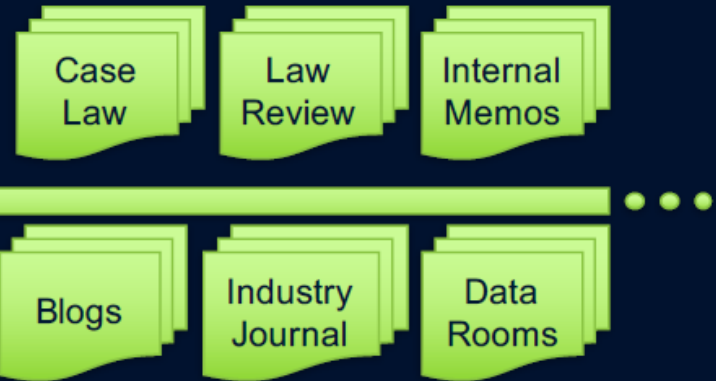 Case
Law
Law
Review
Internal
Memos
Blogs
Industry
Journal
Data
Rooms